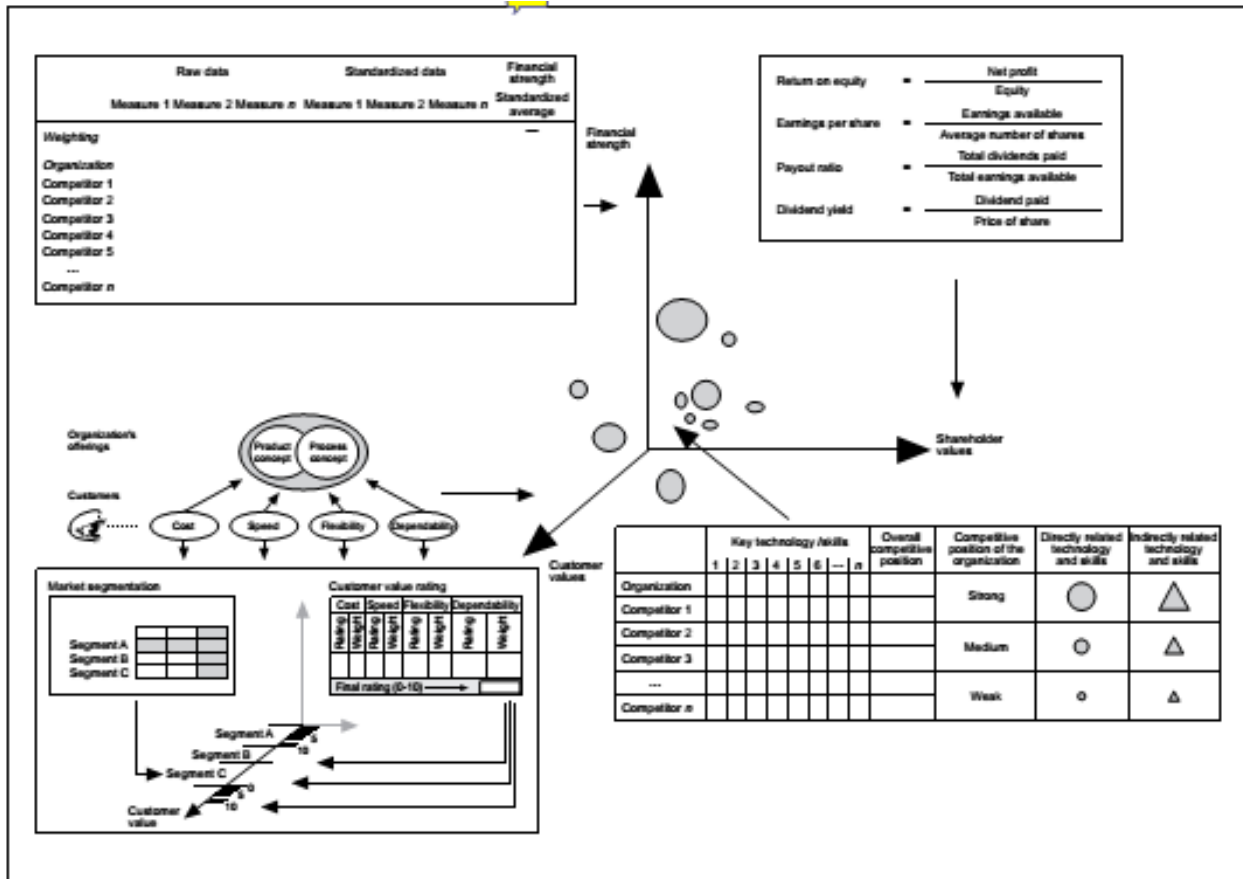 Raw data Standardized data Financial strength
Measure 1 Measure 2 Measure n Measure 1 Measure 2 Measure n Standardized average
Weighting —
Organization
Competitor 1
Competitor 2
Competitor 3
Competitor 4
Competitor 5
...
Competitor n
Financial strength
Return on equity = Net profit / Equity
Earnings per share = Earnings available / Average number of shares
Payout ratio = Total dividends paid / Total earnings available
Dividend yield = Dividend paid / Price of share
Shareholder values
Customer values
Organization's offerings
Product concept
Process concept
Customers
Cost Speed Flexibility Dependability
Market segmentation
Segment A
Segment B
Segment C
Customer value rating
Cost Speed Flexibility Dependability
Rating Weight Rating Weight Rating Weight Rating Weight
Final rating (0-10)
Segment A
5
10
Segment B
Segment C
0
5
10
Customer value
Key technology /skills Overall competitive position Competitive position of the organization Directly related technology and skills Indirectly related technology and skills
1 2 3 4 5 6 --- n
Organization
Competitor 1
Strong
Competitor 2
Competitor 3
Medium
...
Competitor n
Weak